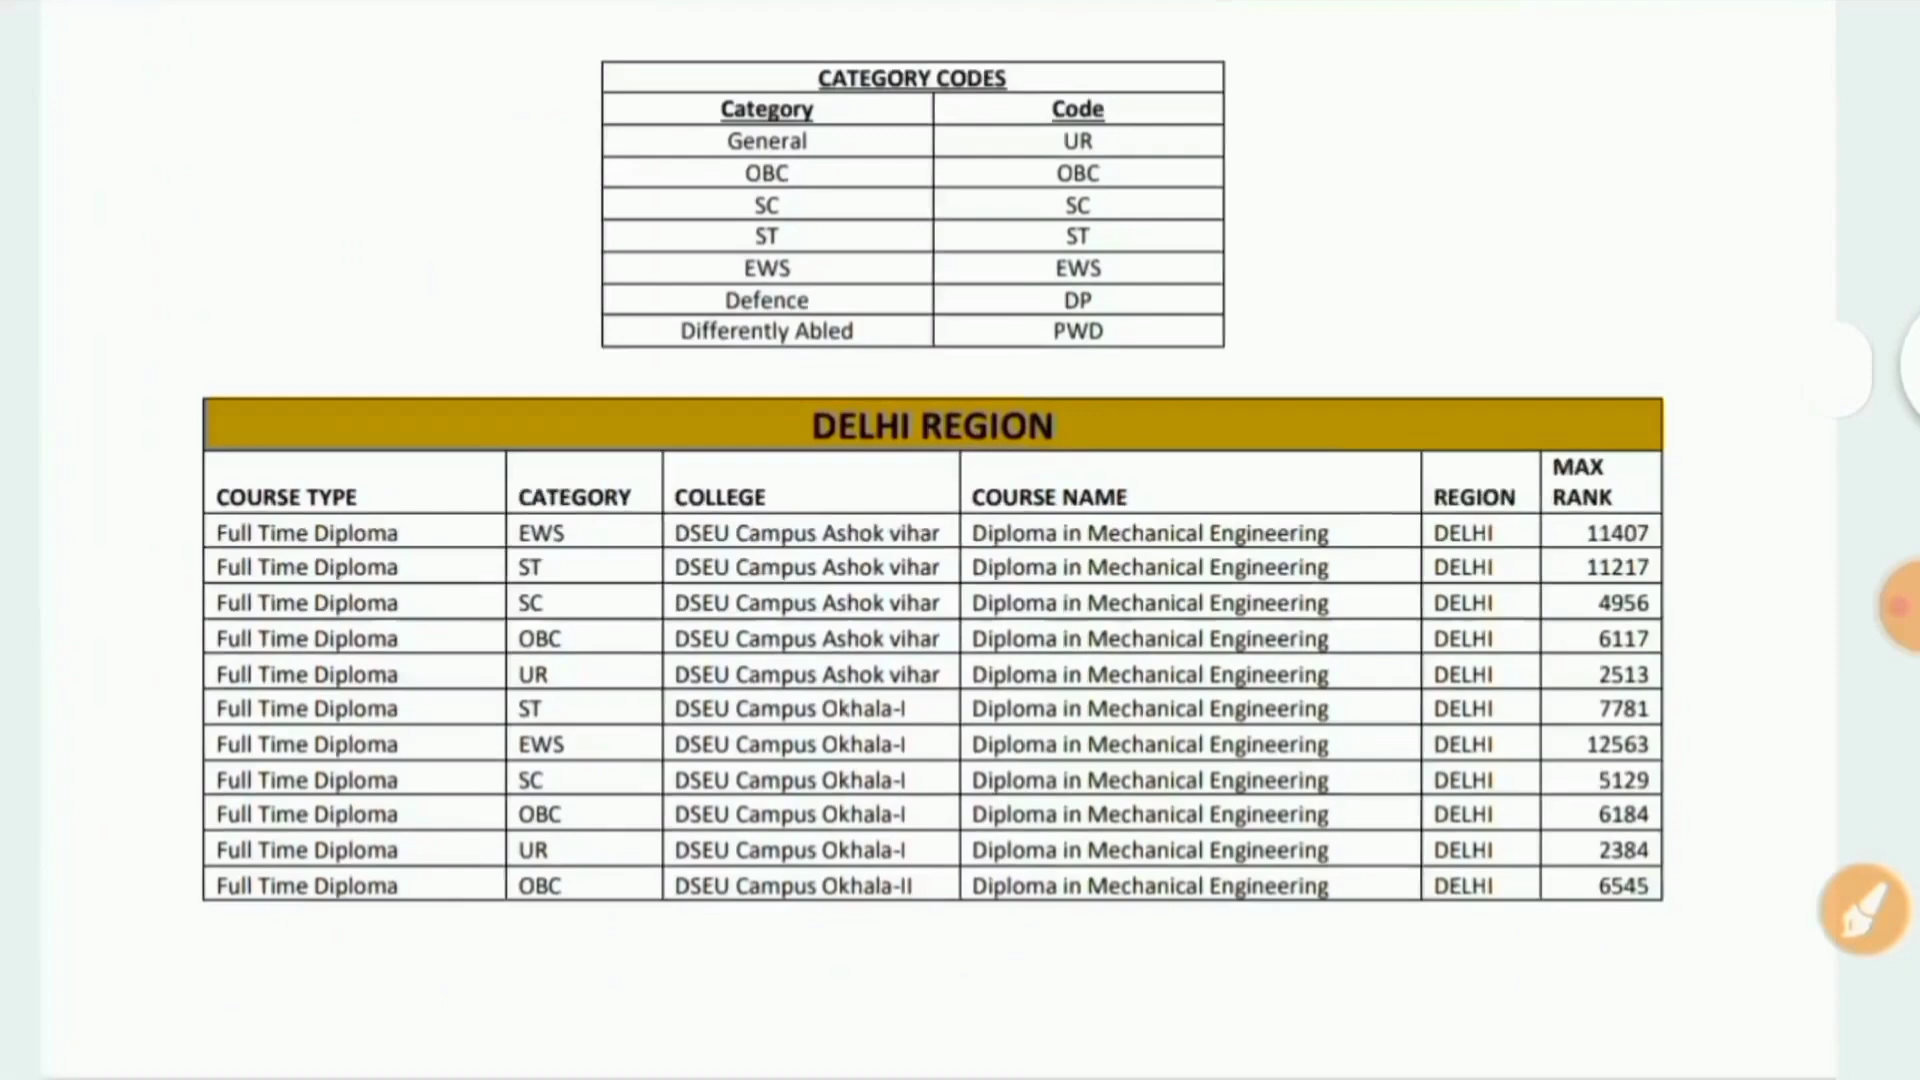 CATEGORY CODES
Category Code
General UR
OBC OBC
SC SC
ST ST
EWS EWS
Defence DP
Differently Abled PWD
DELHI REGION
COURSE TYPE CATEGORY COLLEGE COURSE NAME REGION MAX RANK
Full Time Diploma EWS DSEU Campus Ashok vihar Diploma in Mechanical Engineering DELHI 11407
Full Time Diploma ST DSEU Campus Ashok vihar Diploma in Mechanical Engineering DELHI 11217
Full Time Diploma SC DSEU Campus Ashok vihar Diploma in Mechanical Engineering DELHI 4956
Full Time Diploma OBC DSEU Campus Ashok vihar Diploma in Mechanical Engineering DELHI 6117
Full Time Diploma UR DSEU Campus Ashok vihar Diploma in Mechanical Engineering DELHI 2513
Full Time Diploma ST DSEU Campus Okhala-I Diploma in Mechanical Engineering DELHI 7781
Full Time Diploma EWS DSEU Campus Okhala-I Diploma in Mechanical Engineering DELHI 12563
Full Time Diploma SC DSEU Campus Okhala-I Diploma in Mechanical Engineering DELHI 5129
Full Time Diploma OBC DSEU Campus Okhala-I Diploma in Mechanical Engineering DELHI 6184
Full Time Diploma UR DSEU Campus Okhala-I Diploma in Mechanical Engineering DELHI 2384
Full Time Diploma OBC DSEU Campus Okhala-II Diploma in Mechanical Engineering DELHI 6545